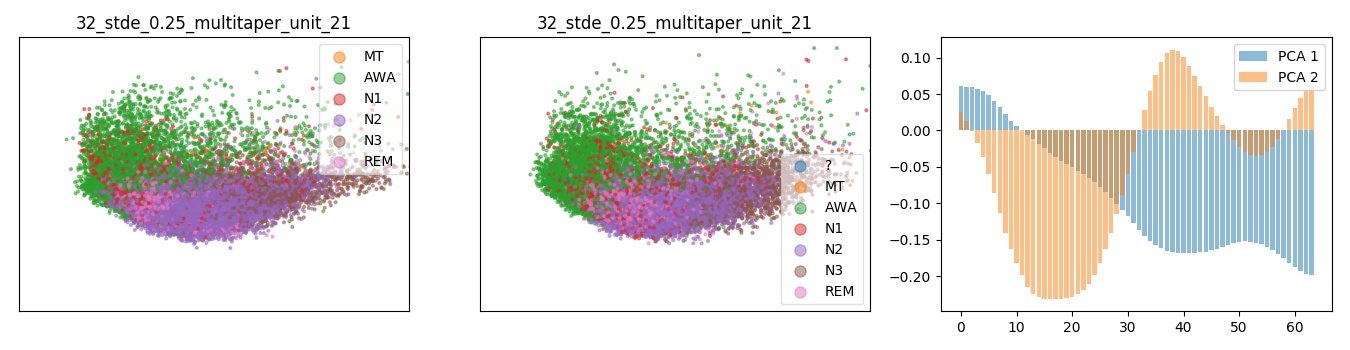 32_stde_0.25_multitaper_unit_21
MT
AWA
N1
N2
N3
REM
32_stde_0.25_multitaper_unit_21
?
MT
AWA
N1
N2
N3
REM
PCA 1
PCA 2
0.10
0.05
0.00
−0.05
−0.10
−0.15
−0.20
0 10 20 30 40 50 60